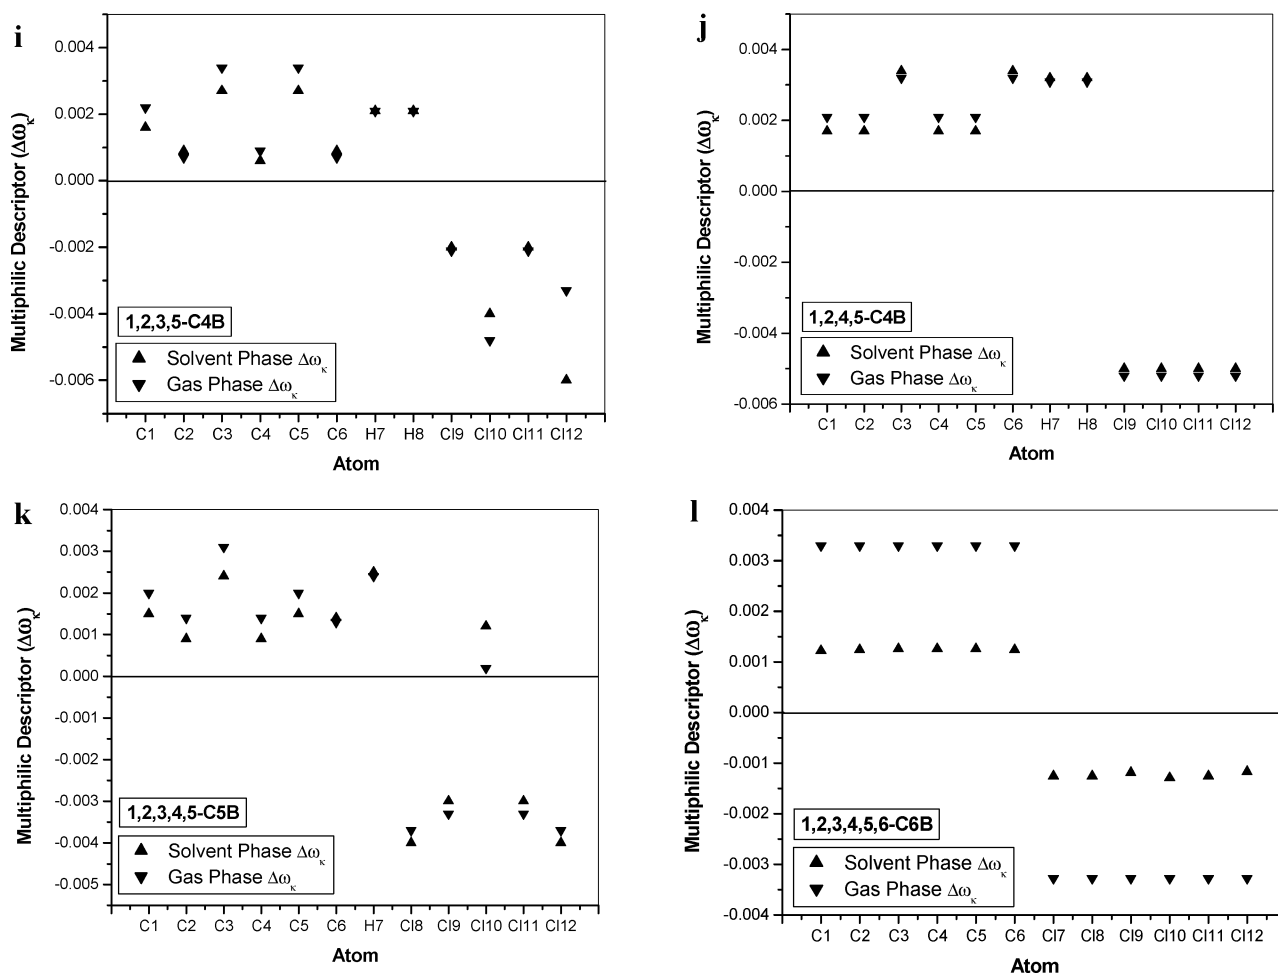 i
Multiphilic Descriptor (Δωκ)
0.004
0.002
0.000
-0.002
-0.004
-0.006
1,2,3,5-C4B
Solvent Phase Δωκ
Gas Phase Δωκ
C1 C2 C3 C4 C5 C6 H7 H8 Cl9 Cl10 Cl11 Cl12
Atom
j
Multiphilic Descriptor (Δωκ)
0.004
0.002
0.000
-0.002
-0.004
-0.006
1,2,4,5-C4B
Solvent Phase Δωκ
Gas Phase Δωκ
C1 C2 C3 C4 C5 C6 H7 H8 Cl9 Cl10 Cl11 Cl12
Atom
k
Multiphilic Descriptor (Δωκ)
0.004
0.003
0.002
0.001
0.000
-0.001
-0.002
-0.003
-0.004
-0.005
1,2,3,4,5-C5B
Solvent Phase Δωκ
Gas Phase Δωκ
C1 C2 C3 C4 C5 C6 H7 Cl8 Cl9 Cl10 Cl11 Cl12
Atom
l
Multiphilic Descriptor (Δωκ)
0.004
0.003
0.002
0.001
0.000
-0.001
-0.002
-0.003
-0.004
1,2,3,4,5,6-C6B
Solvent Phase Δωκ
Gas Phase Δωκ
C1 C2 C3 C4 C5 C6 Cl7 Cl8 Cl9 Cl10 Cl11 Cl12
Atom